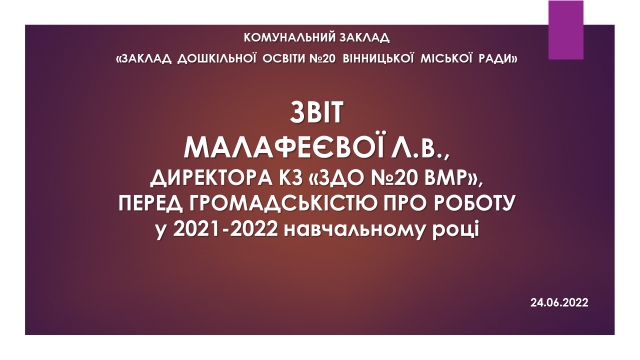 КОМУНАЛЬНИЙ ЗАКЛАД
«ЗАКЛАД ДОШКІЛЬНОЇ ОСВІТИ №20 ВІННИЦЬКОЇ МІСЬКОЇ РАДИ»
ЗВІТ
МАЛАФЕЄВОЇ Л.В.,
ДИРЕКТОРА КЗ «ЗДО №20 ВМР»,
ПЕРЕД ГРОМАДСЬКІСТЮ ПРО РОБОТУ
у 2021-2022 навчальному році
24.06.2022